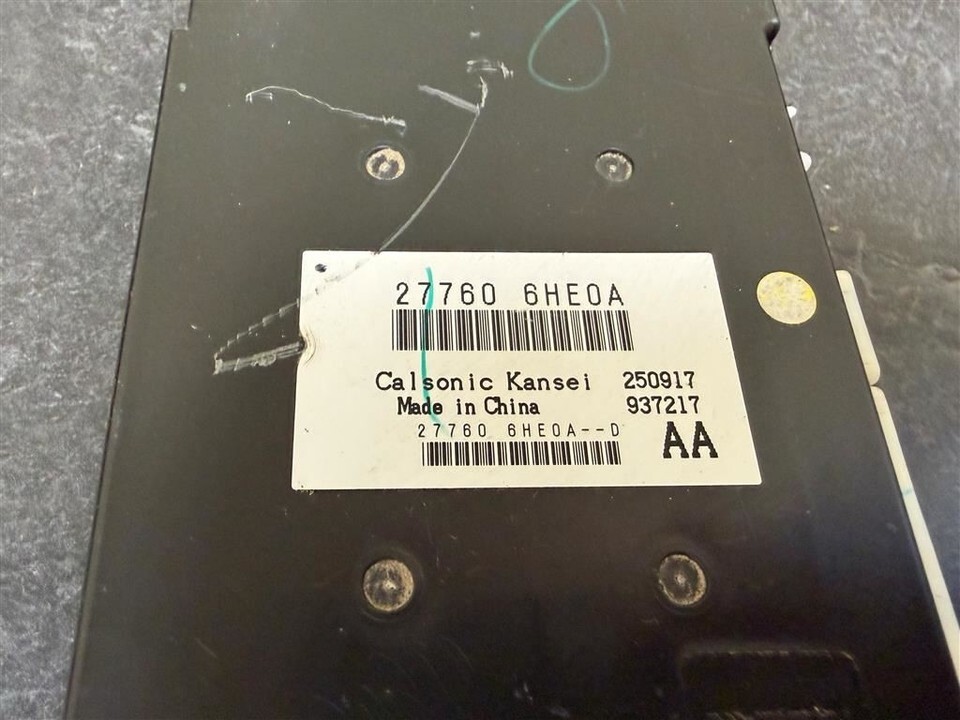 27760 6HE0A
Calsonic Kansei 250917
Made in China 937217
27760 6HE0A--D
AA